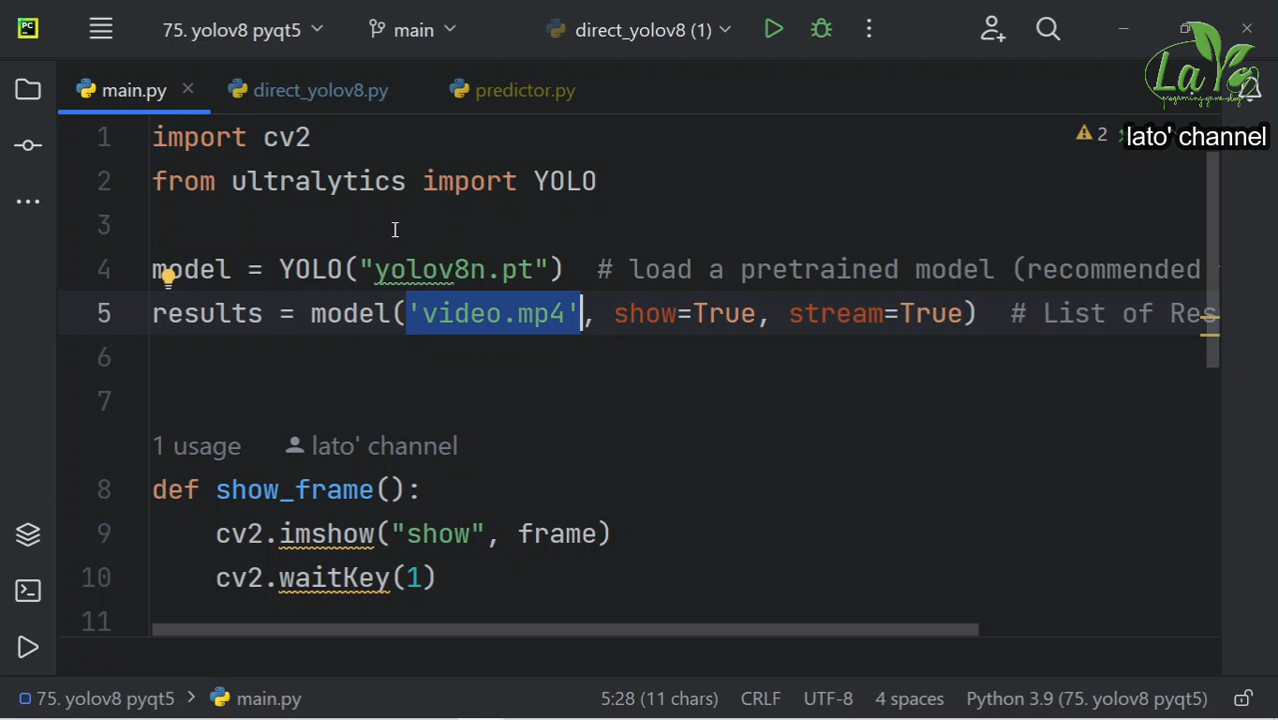 PC
75. yolov8 pyqt5
main
direct_yolov8 (1)
LaTo
main.py
direct_yolov8.py
predictor.py
lato' channel
2
1 import cv2
2 from ultralytics import YOLO
3
4 model = YOLO("yolov8n.pt")  # load a pretrained model (recommended
5 results = model('video.mp4', show=True, stream=True)  # List of Res
6
7
1 usage lato' channel
8 def show_frame():
9     cv2.imshow("show", frame)
10     cv2.waitKey(1)
11
75. yolov8 pyqt5 > main.py
5:28 (11 chars)
CRLF
UTF-8
4 spaces
Python 3.9 (75. yolov8 pyqt5)